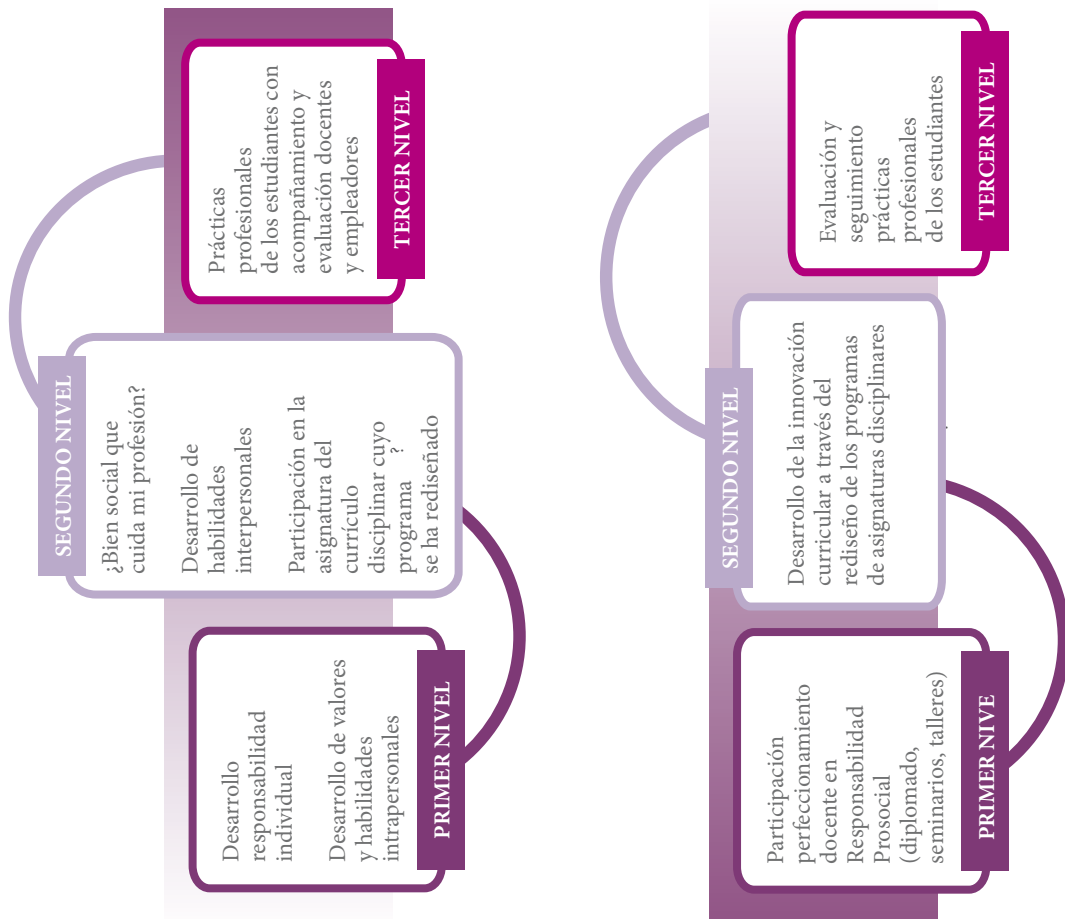 Desarrollo
responsabilidad
individual
Desarrollo de valores
y habilidades
intrapersonales
PRIMER NIVEL
SEGUNDO NIVEL
¿Bien social que
cuida mi profesión?
Desarrollo de
habilidades
interpersonales
Participación en la
asignatura del
currículo
disciplinar cuyo
programa ?
se ha rediseñado
Prácticas
profesionales
de los estudiantes con
acompañamiento y
evaluación docentes
y empleadores
TERCER NIVEL
Participación
perfeccionamiento
docente en
Responsabilidad
Prosocial
(diplomado,
seminarios, talleres)
PRIMER NIVE
SEGUNDO NIVEL
Desarrollo de la innovación
curricular a través del
rediseño de los programas
de asignaturas disciplinares
Evaluación y
seguimiento
prácticas
profesionales
de los estudiantes
TERCER NIVEL